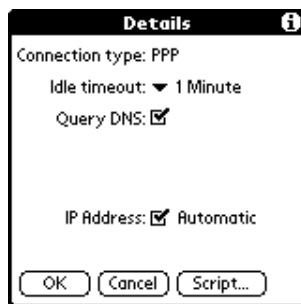 Details
Connection type: PPP
Idle timeout: 1 Minute
Query DNS:
IP Address: Automatic
OK Cancel Script...